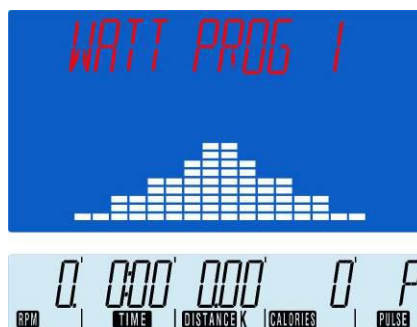 WATT PROG 1
0. 0:00 0.00 0 P
RPM TIME DISTANCE K CALORIES PULSE